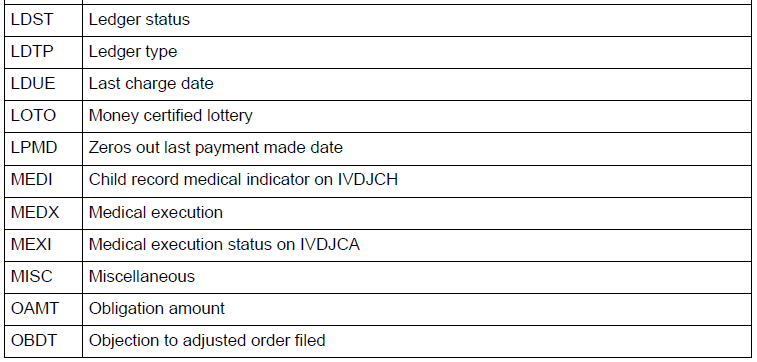 LDST Ledger status
LDTP Ledger type
LDUE Last charge date
LOTO Money certified lottery
LPMD Zeros out last payment made date
MEDI Child record medical indicator on IVDJCH
MEDX Medical execution
MEXI Medical execution status on IVDJCA
MISC Miscellaneous
OAMT Obligation amount
OBDT Objection to adjusted order filed